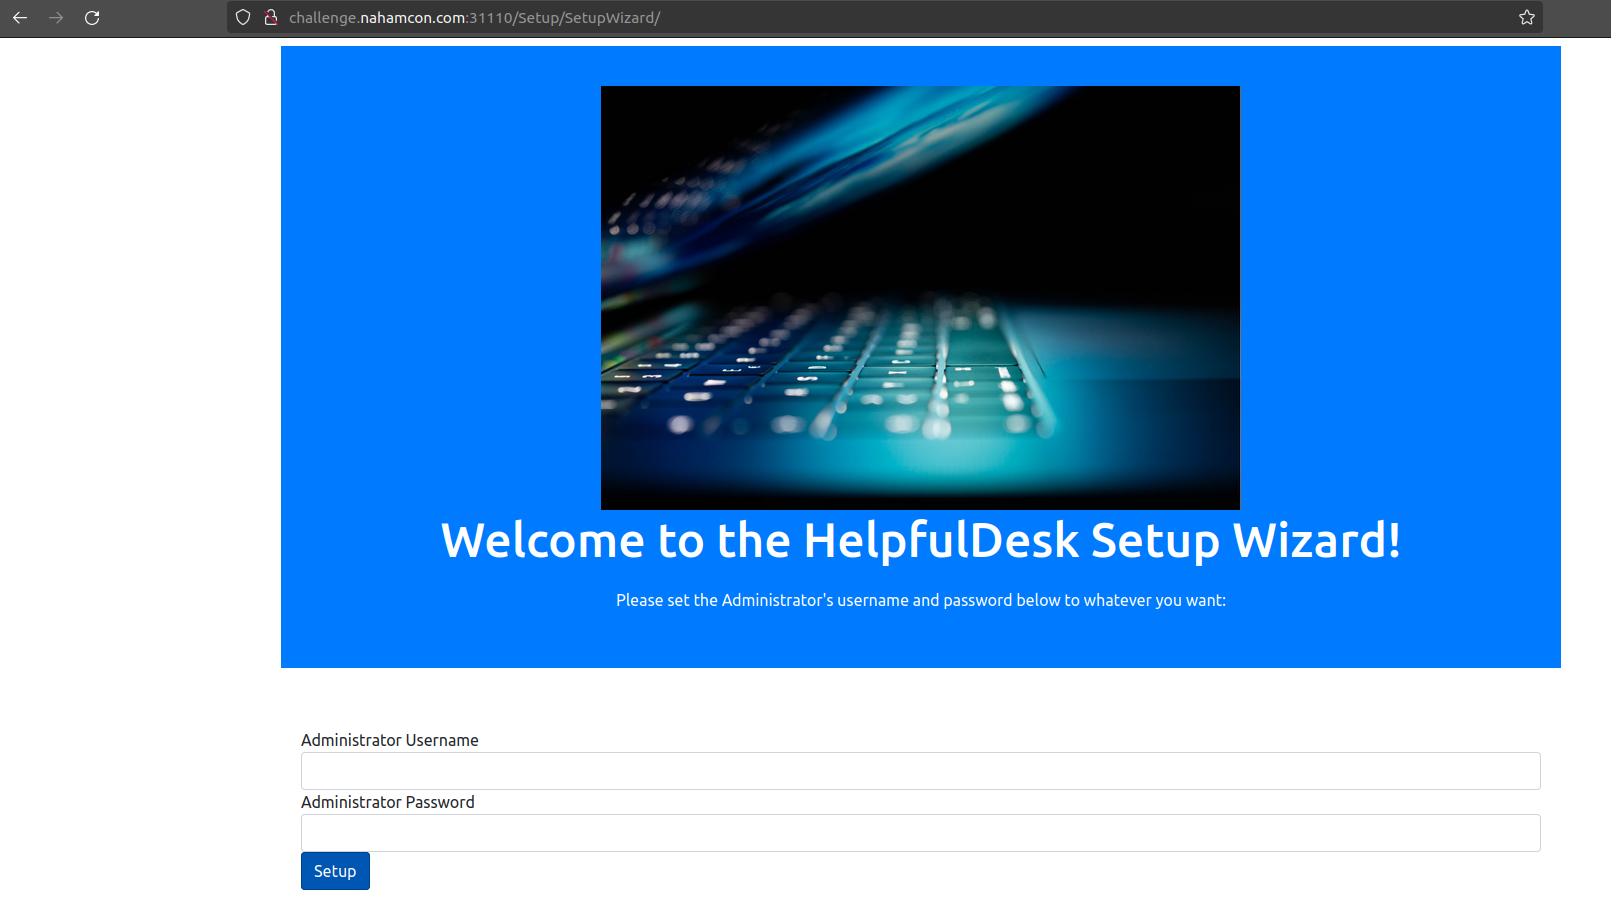 challenge.nahamcon.com:31110/Setup/SetupWizard/
Welcome to the HelpfulDesk Setup Wizard!
Please set the Administrator's username and password below to whatever you want:
Administrator Username
Administrator Password
Setup